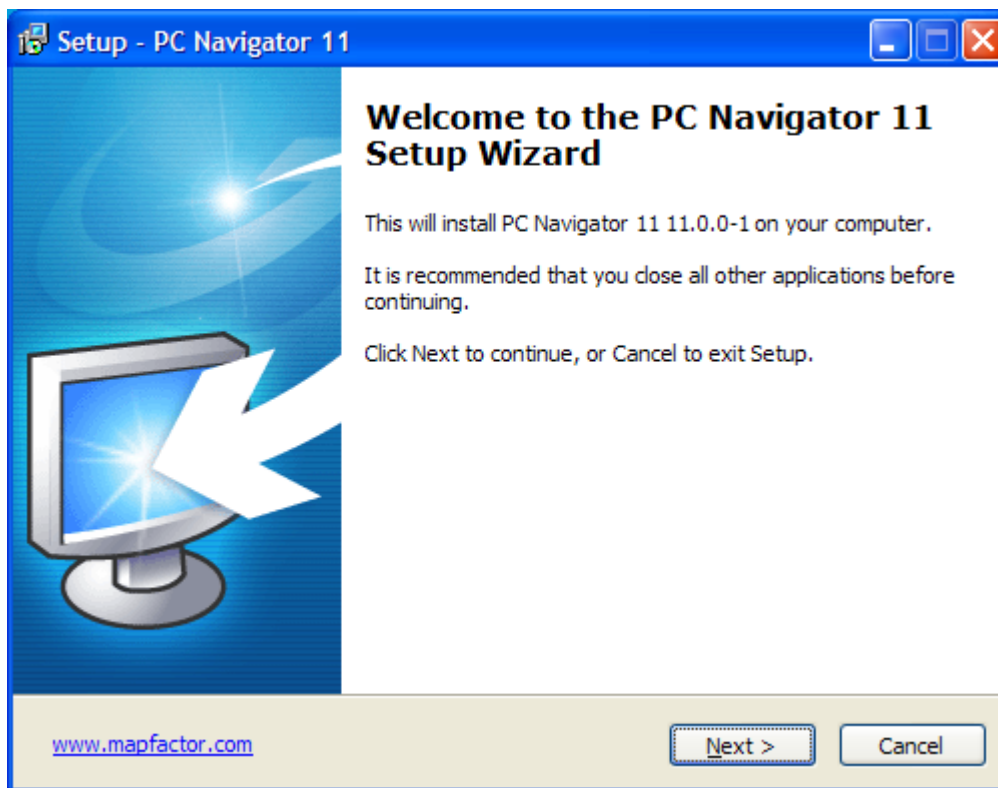 Setup - PC Navigator 11
Welcome to the PC Navigator 11
Setup Wizard
This will install PC Navigator 11 11.0.0-1 on your computer.
It is recommended that you close all other applications before
continuing.
Click Next to continue, or Cancel to exit Setup.
www.mapfactor.com
Next >
Cancel